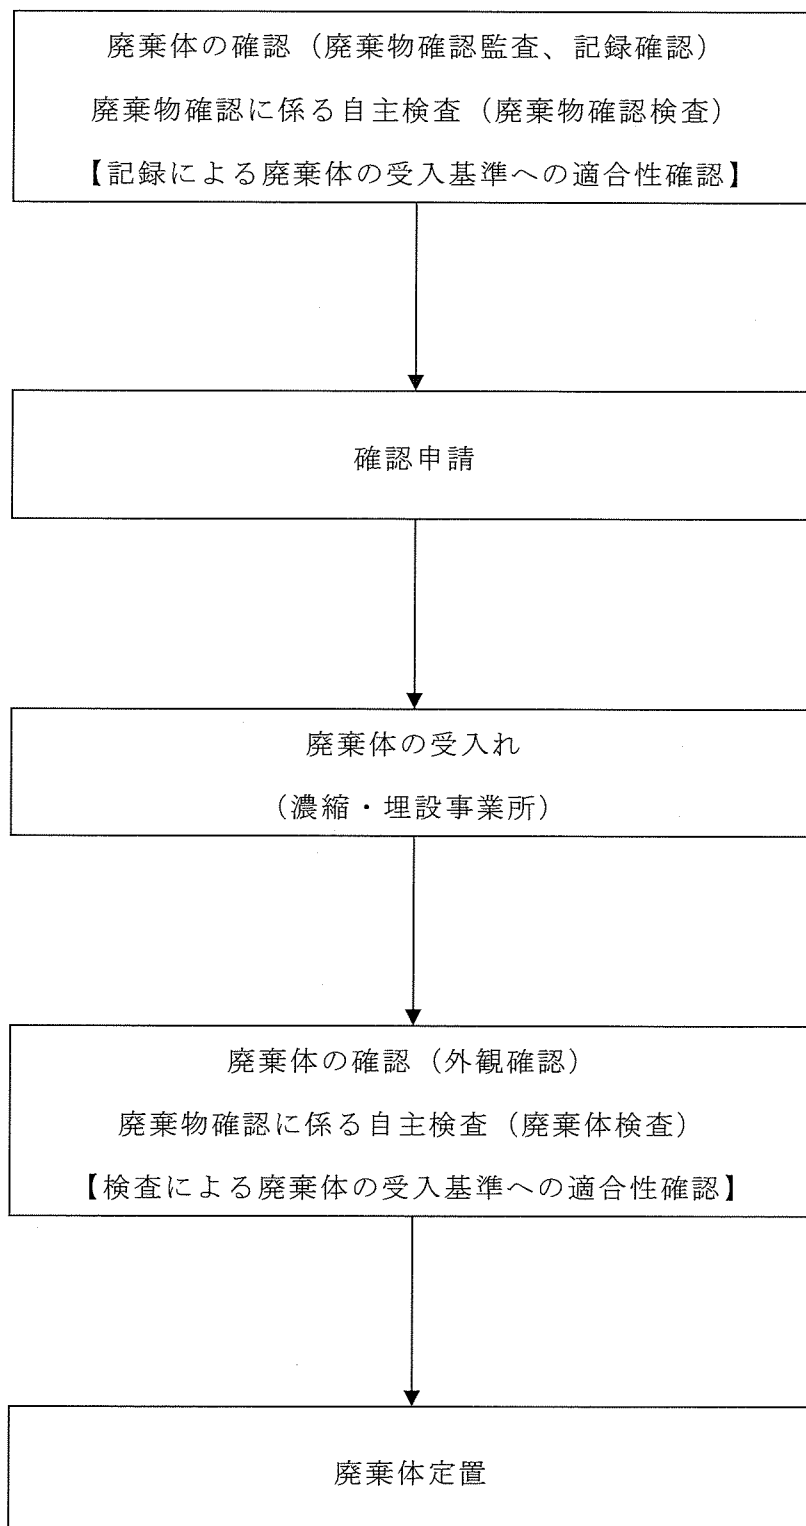 廃棄体の確認（廃棄物確認監査、記録確認）
廃棄物確認に係る自主検査（廃棄物確認検査）
【記録による廃棄体の受入基準への適合性確認】
確認申請
廃棄体の受入れ
（濃縮・埋設事業所）
廃棄体の確認（外観確認）
廃棄物確認に係る自主検査（廃棄体検査）
【検査による廃棄体の受入基準への適合性確認】
廃棄体定置